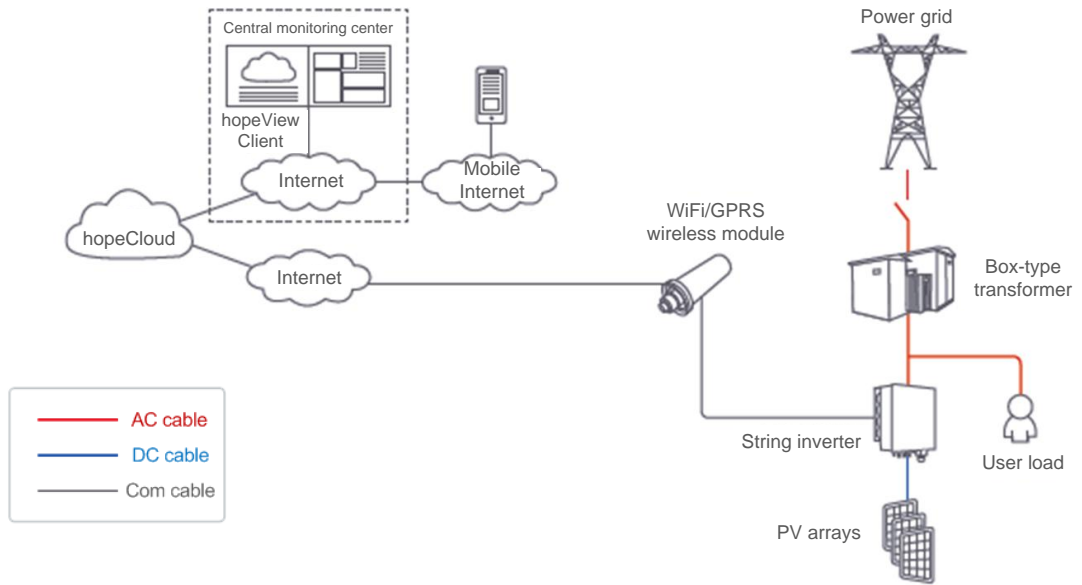 Central monitoring center
hopeView
Client
Internet
Mobile
Internet
hopeCloud
Internet
WiFi/GPRS
wireless module
Power grid
Box-type
transformer
String inverter
User load
PV arrays
AC cable
DC cable
Com cable